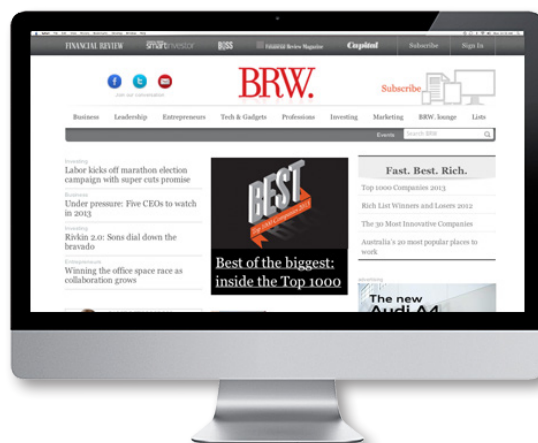 FINANCIAL REVIEW smartinvestor BOSS Financial Review Magazine Capital Subscribe Sign In
BRW.
Subscribe
Business Leadership Entrepreneurs Tech & Gadgets Professions Investing Marketing BRW. lounge Lists
Events Search BRW
Investing
Labor kicks off marathon election
campaign with super cuts promise
Business
Under pressure: Five CEOs to watch
in 2013
Investing
Rivkin 2.0: Sons dial down the
bravado
Entrepreneurs
Winning the office space race as
collaboration grows
BEST
Top 1000 Companies 2012
Best of the biggest:
inside the Top 1000
Fast. Best. Rich.
Top 1000 Companies 2013
Rich List Winners and Losers 2012
The 30 Most Innovative Companies
Australia's 20 most popular places to
work
advertising
The new
Audi A4